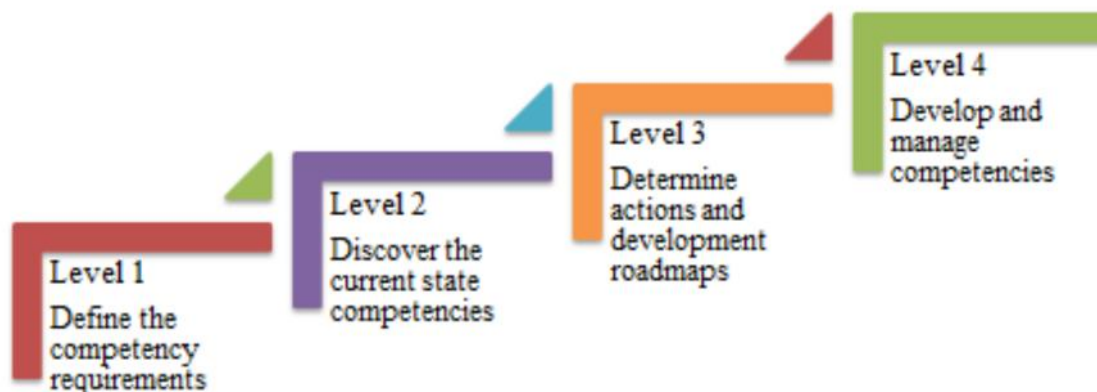 Level 1
Define the
competency
requirements
Level 2
Discover the
current state
competencies
Level 3
Determine
actions and
development
roadmaps
Level 4
Develop and
manage
competencies